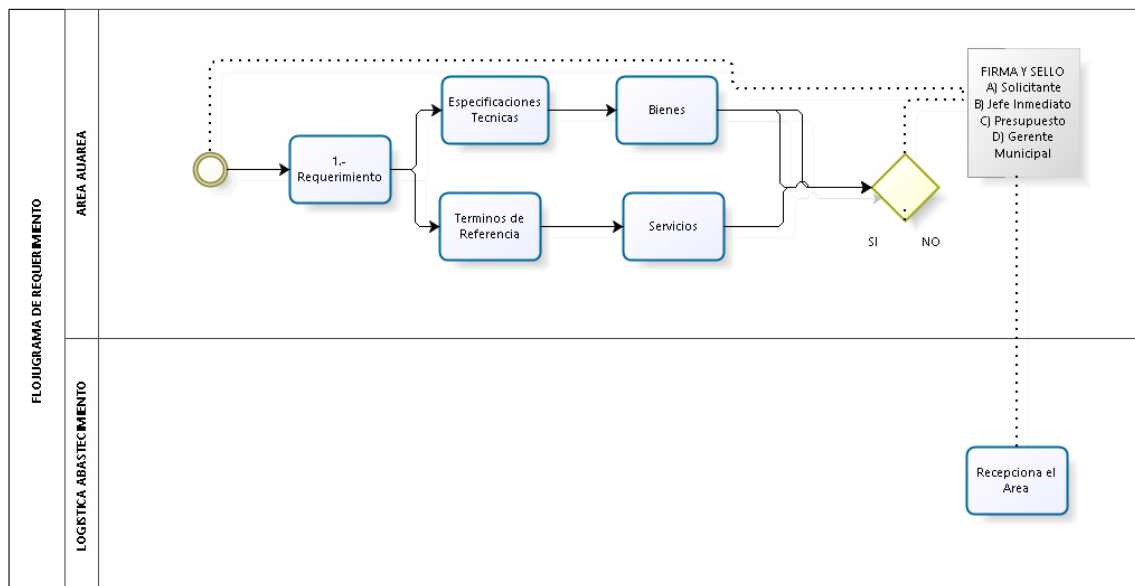 FLOJUGRAMA DE REQUERIMIENTO
AREA AUAREA
1.-
Requerimiento
Especificaciones
Tecnicas
Bienes
Terminos de
Referencia
Servicios
SI
NO
FIRMA Y SELLO
A) Solicitante
B) Jefe Inmediato
C) Presupuesto
D) Gerente
Municipal
LOGISTICA ABASTECIMIENTO
Recepciona el
Area